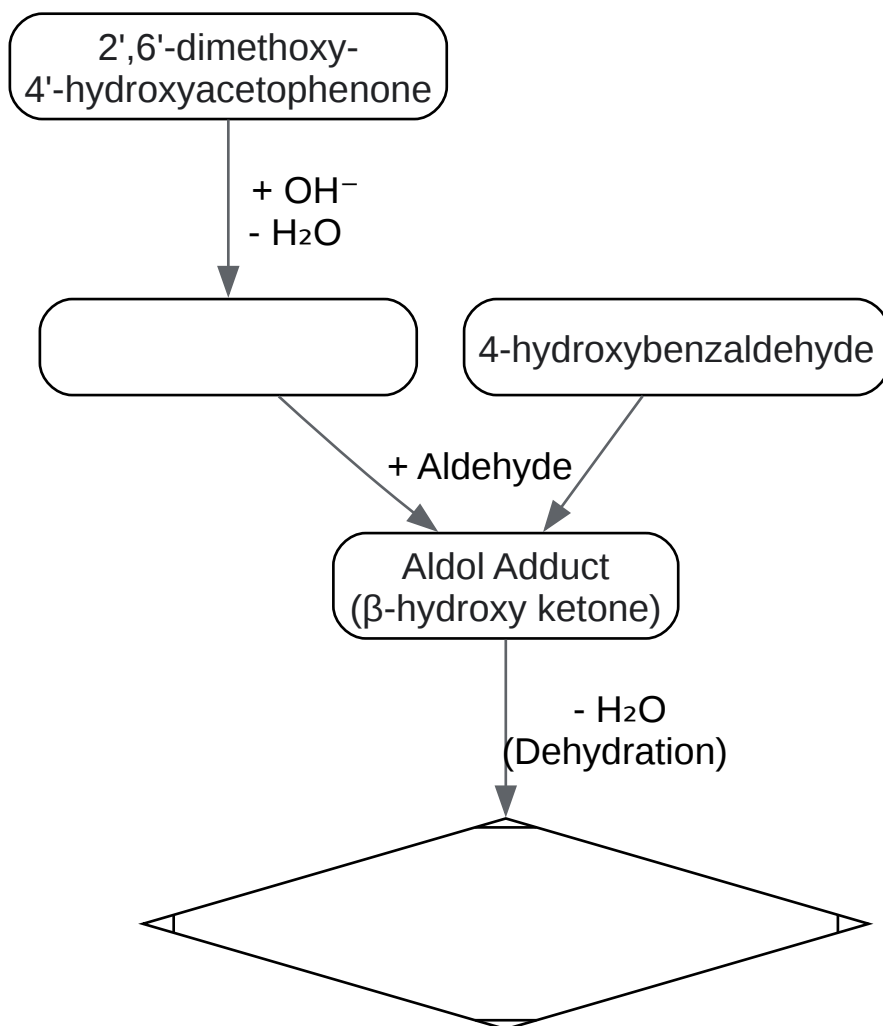 2',6'-dimethoxy-
4'-hydroxyacetophenone
+ OH⁻
- H₂O
4-hydroxybenzaldehyde
+ Aldehyde
Aldol Adduct
(β-hydroxy ketone)
- H₂O
(Dehydration)